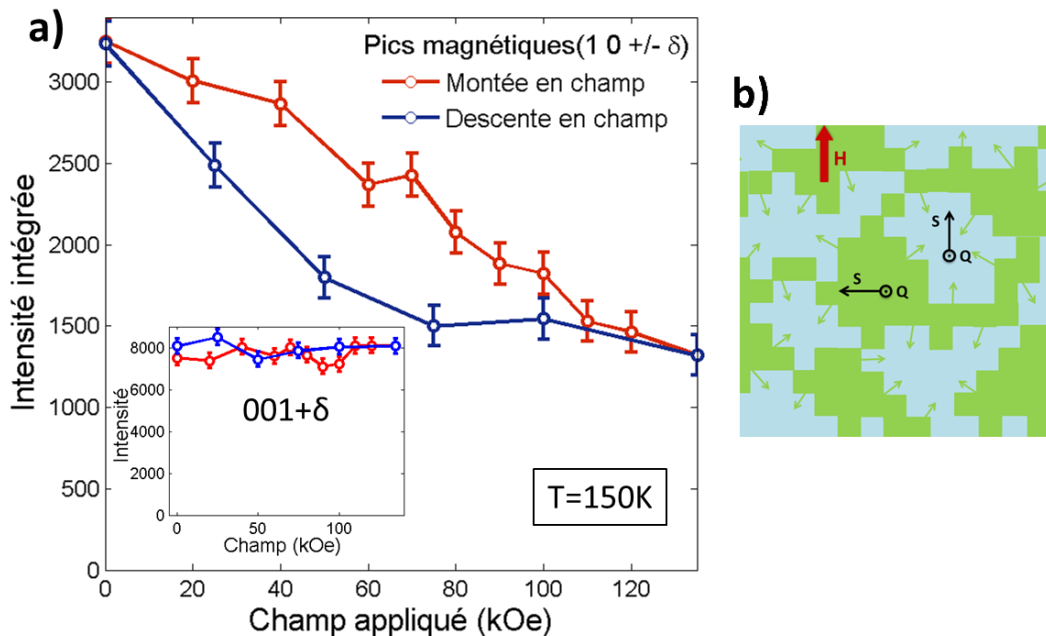 a)
Pics magnétiques(1 0 +/- δ)
Montée en champ
Descente en champ
Intensité intégrée
3000
2500
2000
1500
1000
500
0
0 20 40 60 80 100 120
Champ appliqué (kOe)
T=150K
Intensité
8000
6000
4000
2000
0
0 50 100
Champ (kOe)
001+δ
b)
H
S
Q
S
Q